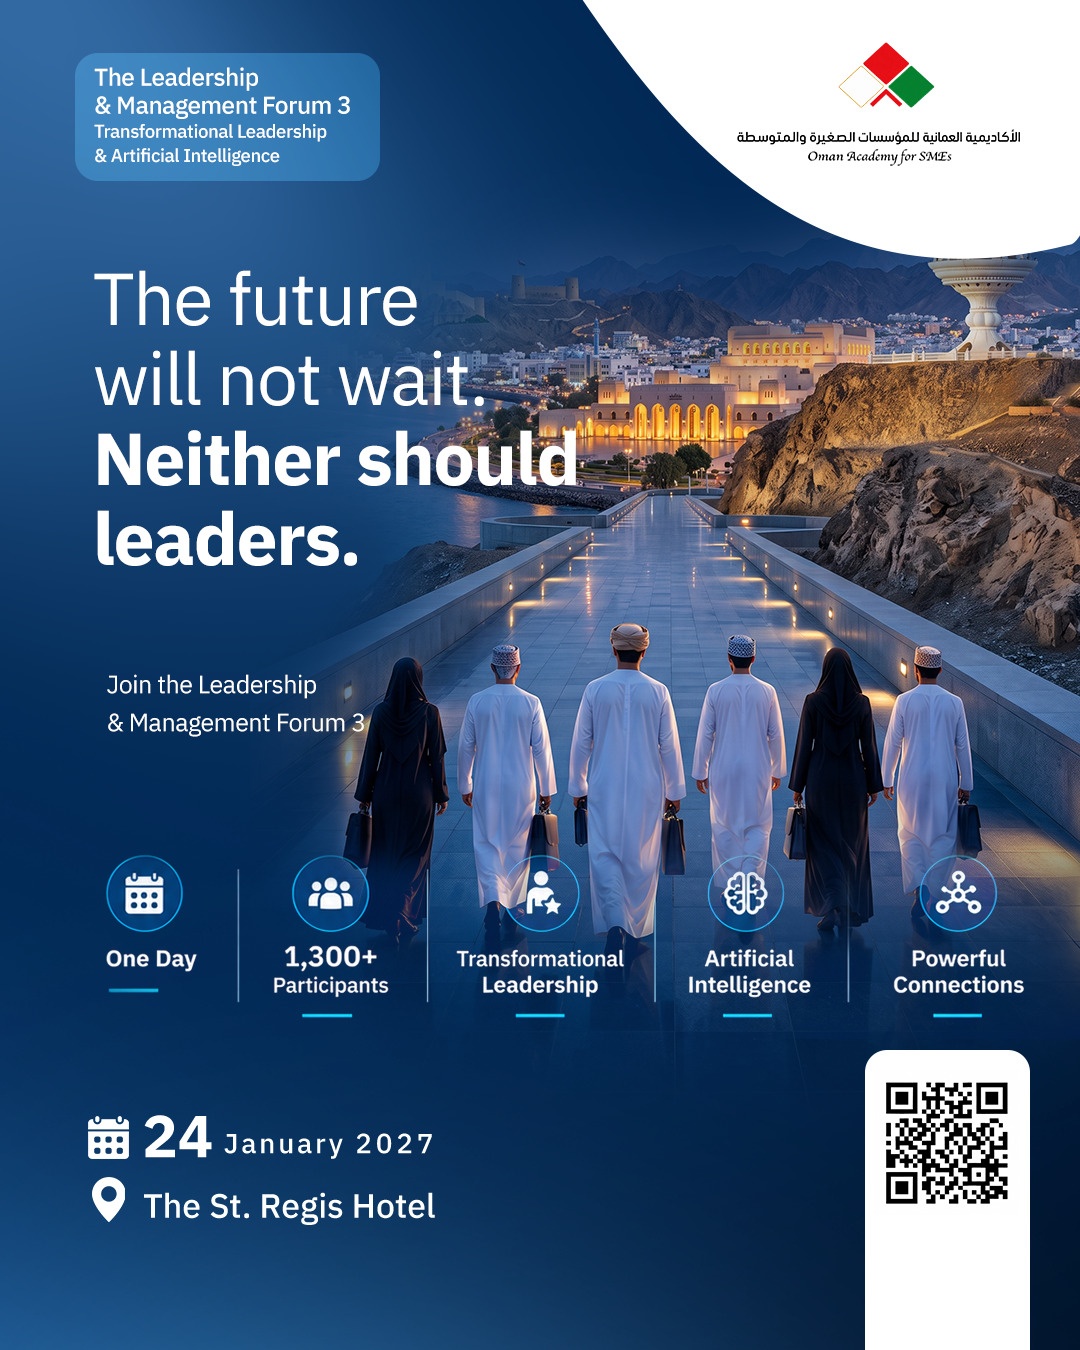 The Leadership
& Management Forum 3
Transformational Leadership
& Artificial Intelligence
الأكاديمية العمانية للمؤسسات الصغيرة والمتوسطة
Oman Academy for SMEs
The future
will not wait.
Neither should
leaders.
Join the Leadership
& Management Forum 3
One Day
1,300+
Participants
Transformational
Leadership
Artificial
Intelligence
Powerful
Connections
24 January 2027
The St. Regis Hotel